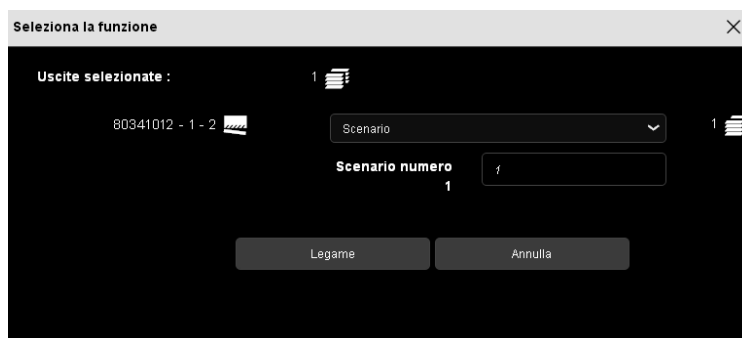 Seleziona la funzione
Uscite selezionate : 1
80341012 - 1 - 2 Scenario 1
Scenario numero 1
1
Legame Annulla